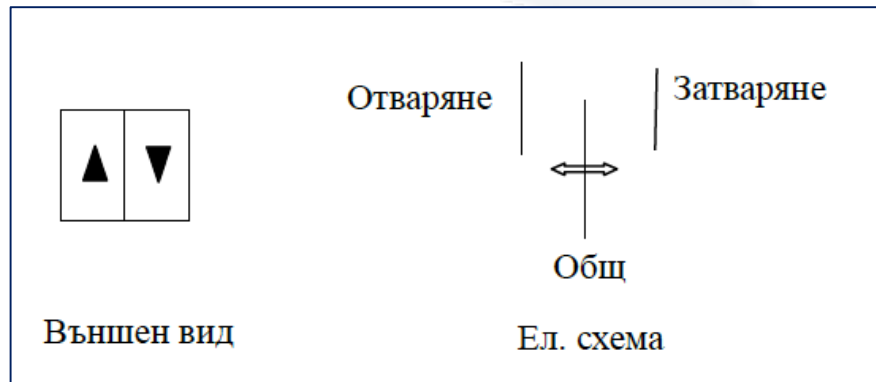 Отваряне
Затваряне
Общ
Външен вид
Ел. схема